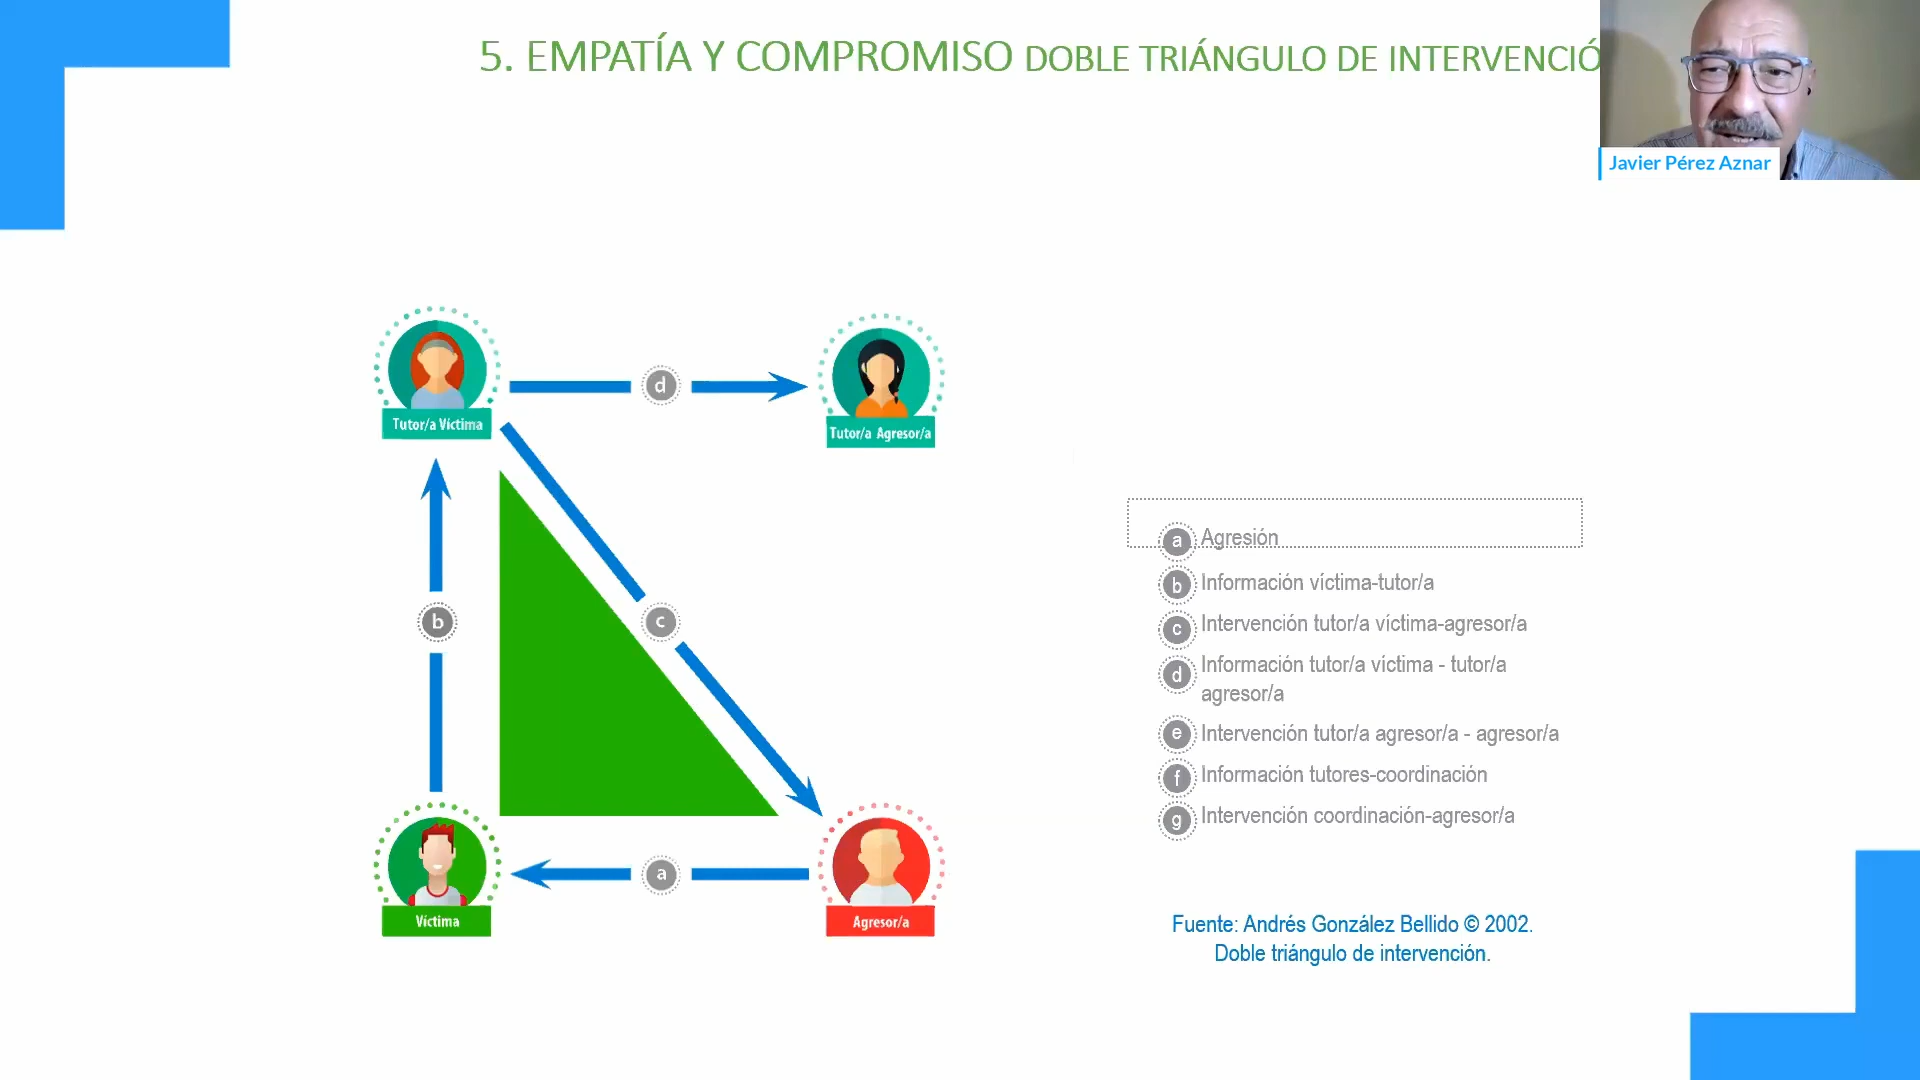 5. EMPATÍA Y COMPROMISO DOBLE TRIÁNGULO DE INTERVENCIÓ
Javier Pérez Aznar
d
Tutor/a Víctima
Tutor/a Agresor/a
b
c
a
Víctima
Agresor/a
a Agresión
b Información víctima-tutor/a
c Intervención tutor/a víctima-agresor/a
d Información tutor/a víctima - tutor/a
agresor/a
e Intervención tutor/a agresor/a - agresor/a
f Información tutores-coordinación
g Intervención coordinación-agresor/a
Fuente: Andrés González Bellido © 2002.
Doble triángulo de intervención.